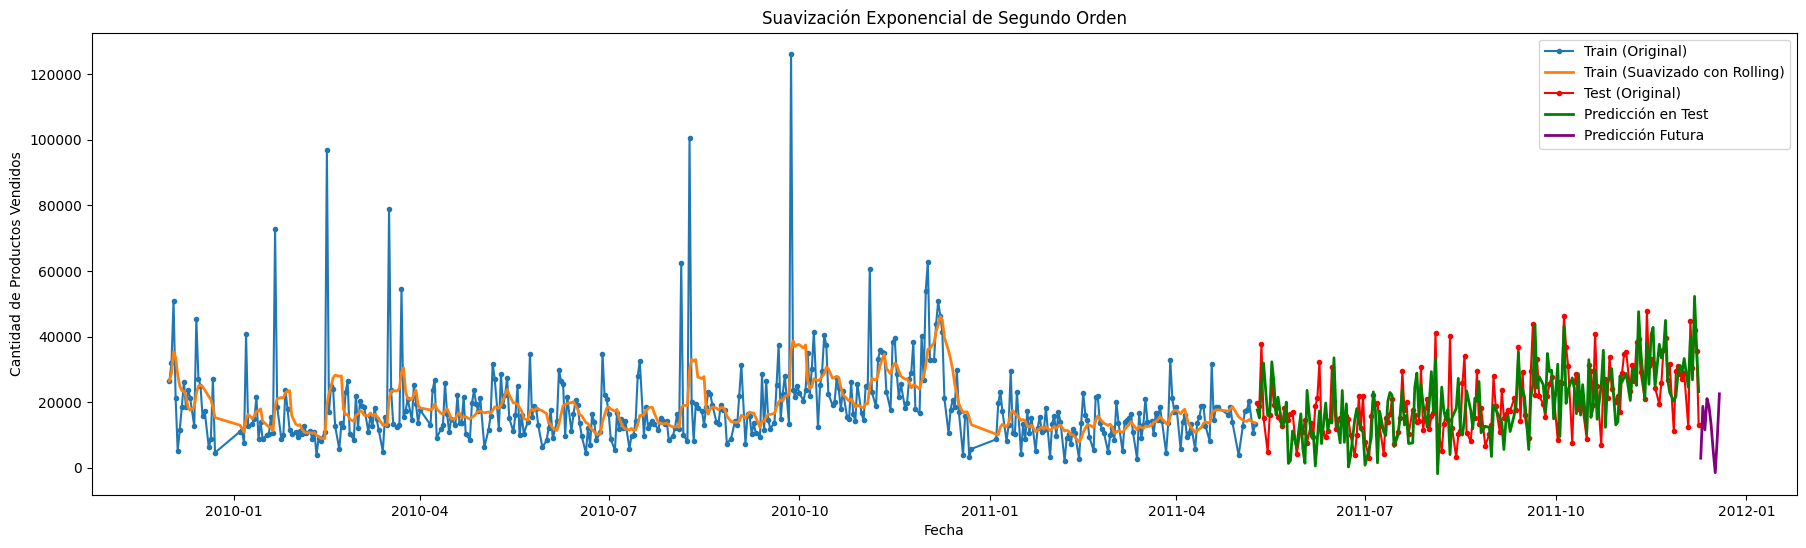 Suavización Exponencial de Segundo Orden
Train (Original)
Train (Suavizado con Rolling)
Test (Original)
Predicción en Test
Predicción Futura
Cantidad de Productos Vendidos
120000
100000
80000
60000
40000
20000
0
2010-01
2010-04
2010-07
2010-10
2011-01
2011-04
2011-07
2011-10
2012-01
Fecha